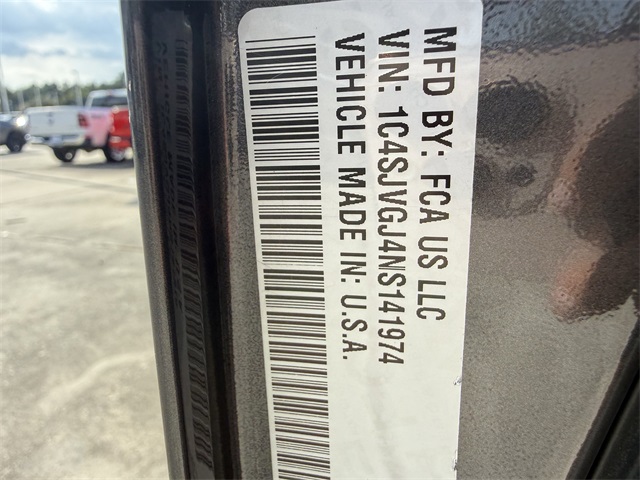 MFD BY: FCA US LLC
VIN: 1C4SJVGJ4NS141974
VEHICLE MADE IN: U.S.A.